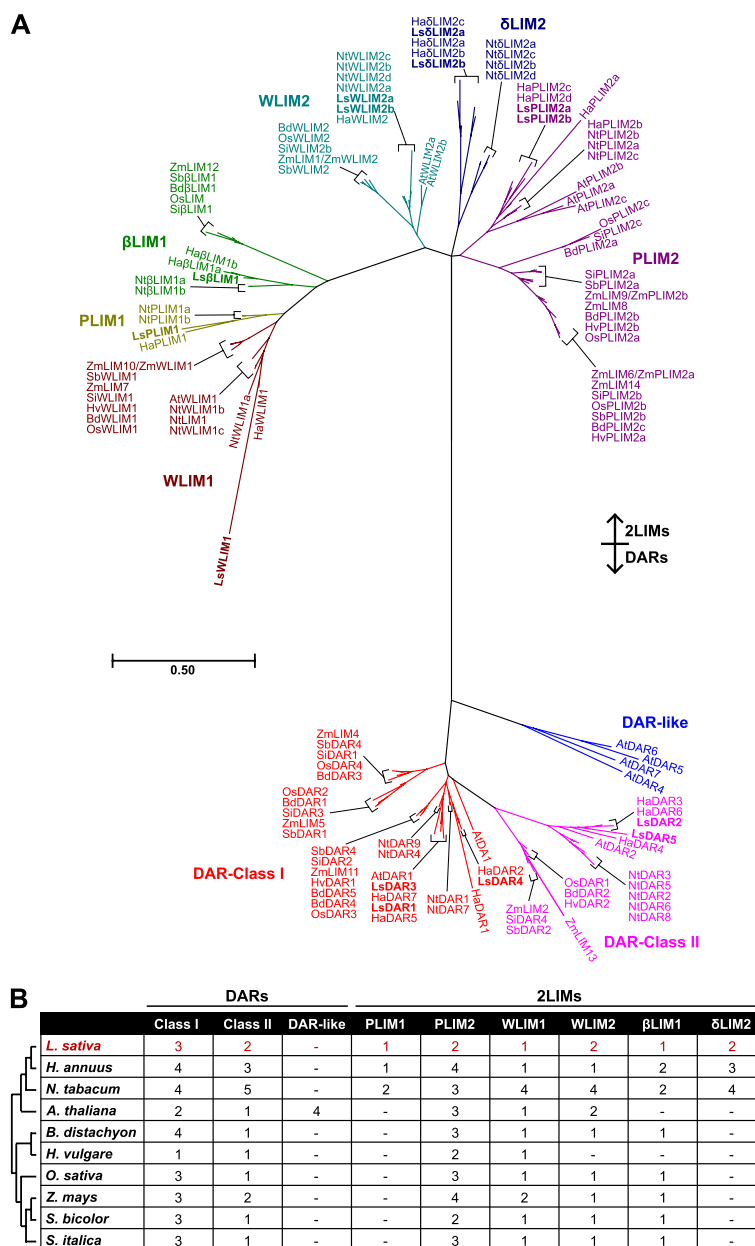 A
HaδLIM2c
LsδLIM2a
HaδLIM2a
HaδLIM2b
LsδLIM2b
δLIM2
NtδLIM2a
NtδLIM2c
NtδLIM2b
NtδLIM2d
NtWLIM2c
NtWLIM2b
NtWLIM2d
NtWLIM2a
LsWLIM2a
LsWLIM2b
HaWLIM2
WLIM2
BdWLIM2
OsWLIM2
SiWLIM2b
ZmLIM1/ZmWLIM2
SbWLIM2
AtWLIM2a
AtWLIM2b
HaPLIM2c
HaPLIM2d
LsPLIM2a
LsPLIM2b
HaPLIM2a
HaPLIM2b
NtPLIM2b
NtPLIM2a
NtPLIM2c
AtPLIM2b
AtPLIM2a
AtPLIM2c
OsPLIM2c
SiPLIM2c
BdPLIM2a
PLIM2
SiPLIM2a
SbPLIM2a
ZmLIM9/ZmPLIM2b
ZmLIM8
BdPLIM2b
HvPLIM2b
OsPLIM2a
ZmLIM6/ZmPLIM2a
ZmLIM14
SiPLIM2b
OsPLIM2b
SbPLIM2b
BdPLIM2c
HvPLIM2a
ZmLIM12
SbβLIM1
BdβLIM1
OsLIM
SiβLIM1
βLIM1
HaβLIM1b
HaβLIM1a
LsβLIM1
NtβLIM1a
NtβLIM1b
PLIM1
NtPLIM1a
NtPLIM1b
LsPLIM1
HaPLIM1
ZmLIM10/ZmWLIM1
SbWLIM1
ZmLIM7
SiWLIM1
HvWLIM1
BdWLIM1
OsWLIM1
AtWLIM1
NtWLIM1b
NtLIM1
NtWLIM1c
NtWLIM1a
HaWLIM1
WLIM1
LsWLIM1
2LIMs
DARs
0.50
DAR-like
AtDAR6
AtDAR5
AtDAR7
AtDAR4
ZmLIM4
SbDAR4
SiDAR1
OsDAR4
BdDAR3
OsDAR2
BdDAR1
SiDAR3
ZmLIM5
SbDAR1
DAR-Class I
SbDAR4
SiDAR2
ZmLIM11
HvDAR1
BdDAR5
BdDAR4
OsDAR3
NtDAR9
NtDAR4
AtDAR1
LsDAR3
HaDAR7
LsDAR1
HaDAR5
NtDAR1
NtDAR7
AtDA1
HaDAR2
LsDAR4
HaDAR1
HaDAR3
HaDAR6
LsDAR2
LsDAR5
HaDAR4
AtDAR2
NtDAR3
NtDAR5
NtDAR2
NtDAR6
NtDAR8
OsDAR1
BdDAR2
HvDAR2
ZmLIM2
SiDAR4
SbDAR2
ZmLIM13
DAR-Class II
B
DARs 2LIMs
Class I Class II DAR-like PLIM1 PLIM2 WLIM1 WLIM2 βLIM1 δLIM2
L. sativa 3 2 - 1 2 1 2 1 2
H. annuus 4 3 - 1 4 1 1 2 3
N. tabacum 4 5 - 2 3 4 4 2 4
A. thaliana 2 1 4 - 3 1 2 - -
B. distachyon 4 1 - - 3 1 1 1 -
H. vulgare 1 1 - - 2 1 - - -
O. sativa 3 1 - - 3 1 1 1 -
Z. mays 3 2 - - 4 2 1 1 -
S. bicolor 3 1 - - 2 1 1 1 -
S. italica 3 1 - - 3 1 1 1 -